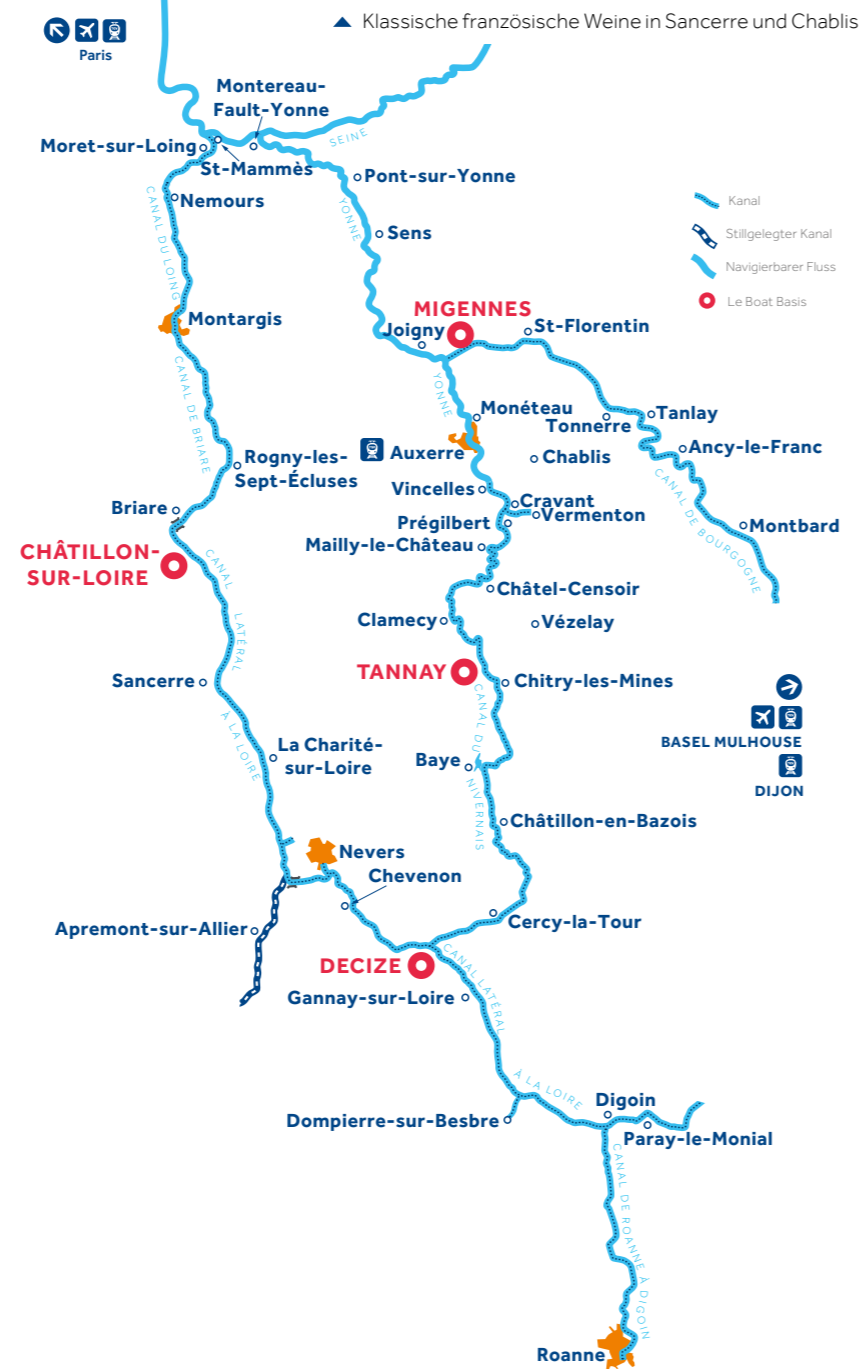 ▲ Klassische französische Weine in Sancerre und Chablis
Paris
Montereau-
Fault-Yonne
SEINE
Moret-sur-Loing
St-Mammès
Pont-sur-Yonne
Nemours
CANAL DU LOING
YONNE
Sens
Kanal
Stillgelegter Kanal
Navigierbarer Fluss
Le Boat Basis
MIGENNES
Montargis
Joigny
St-Florentin
CANAL DE BRIARE
YONNE
Monéteau
Tonnerre
Tanlay
Auxerre
Chablis
Ancy-le-Franc
Rogny-les-
Sept-Écluses
Vincelles
CANAL DE BOURGOGNE
Briare
Cravant
Vermenton
Prégilbert
Montbard
Mailly-le-Château
CHÂTILLON-
SUR-LOIRE
CANAL LATÉRAL À LA LOIRE
Châtel-Censoir
Clamecy
Vézelay
TANNAY
Sancerre
Chitry-les-Mines
CANAL DU NIVERNAIS
BASEL MULHOUSE
DIJON
La Charité-
sur-Loire
Baye
Châtillon-en-Bazois
Nevers
Chevenon
Apremont-sur-Allier
Cercy-la-Tour
DECIZE
CANAL LATÉRAL À LA LOIRE
Gannay-sur-Loire
Digoin
Dompierre-sur-Besbre
Paray-le-Monial
CANAL DE ROANNE À DIGOIN
Roanne